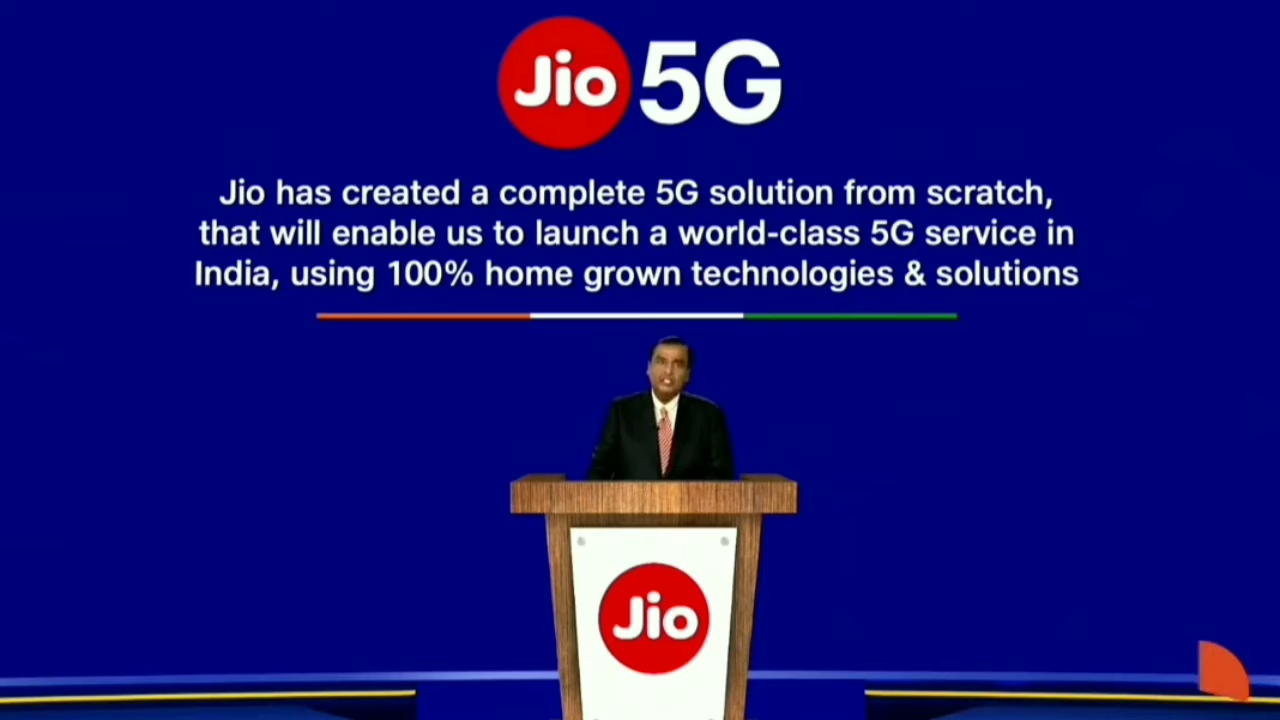 Jio 5G
Jio has created a complete 5G solution from scratch,
that will enable us to launch a world-class 5G service in
India, using 100% home grown technologies & solutions
Jio